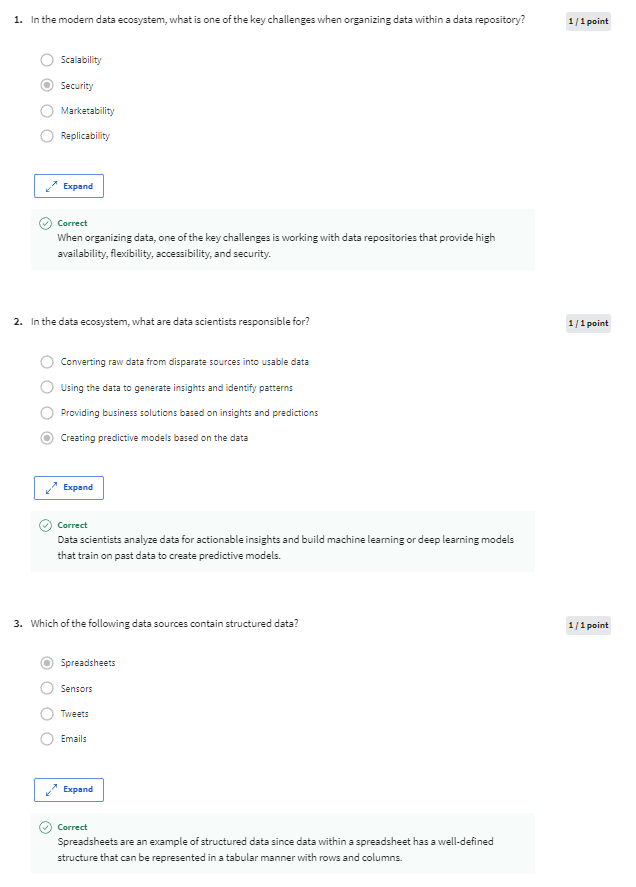 1. In the modern data ecosystem, what is one of the key challenges when organizing data within a data repository?
1 / 1 point
Scalability
Security
Marketability
Replicability
Expand
Correct
When organizing data, one of the key challenges is working with data repositories that provide high
availability, flexibility, accessibility, and security.
2. In the data ecosystem, what are data scientists responsible for?
1 / 1 point
Converting raw data from disparate sources into usable data
Using the data to generate insights and identify patterns
Providing business solutions based on insights and predictions
Creating predictive models based on the data
Expand
Correct
Data scientists analyze data for actionable insights and build machine learning or deep learning models
that train on past data to create predictive models.
3. Which of the following data sources contain structured data?
1 / 1 point
Spreadsheets
Sensors
Tweets
Emails
Expand
Correct
Spreadsheets are an example of structured data since data within a spreadsheet has a well-defined
structure that can be represented in a tabular manner with rows and columns.